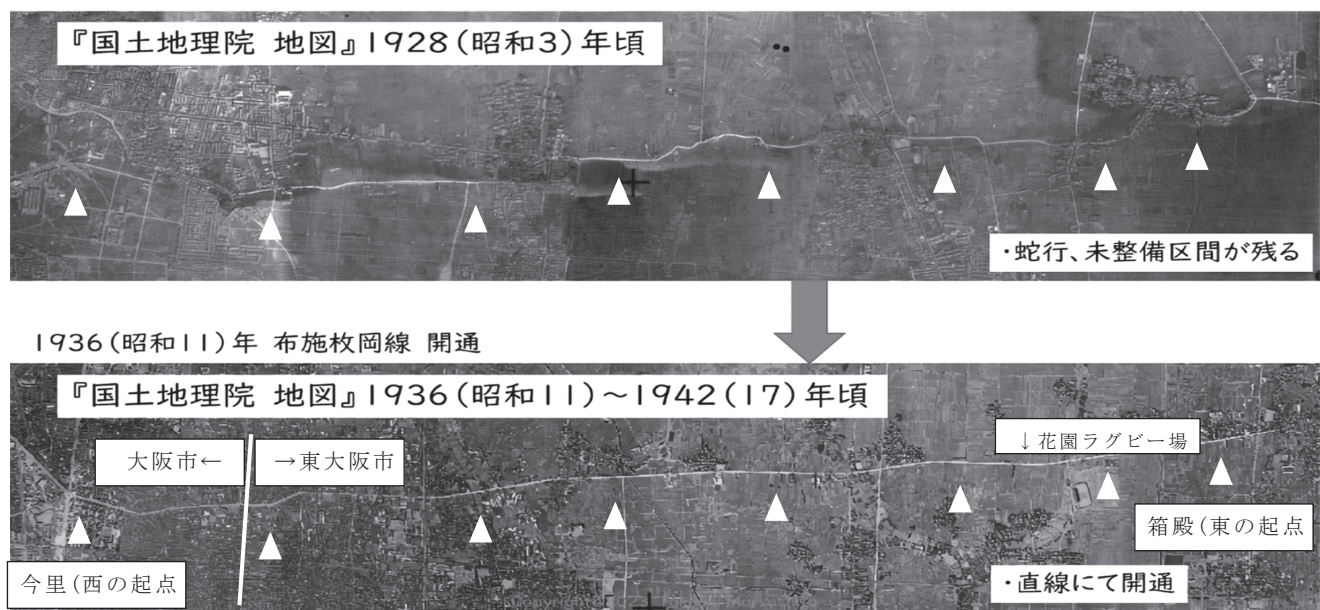 『国土地理院 地図』1928(昭和3)年頃
・蛇行、未整備区間が残る
1936(昭和11)年 布施枚岡線 開通
『国土地理院 地図』1936(昭和11)～1942(17)年頃
大阪市←
→東大阪市
↓花園ラグビー場
箱殿(東の起点
今里(西の起点
・直線にて開通